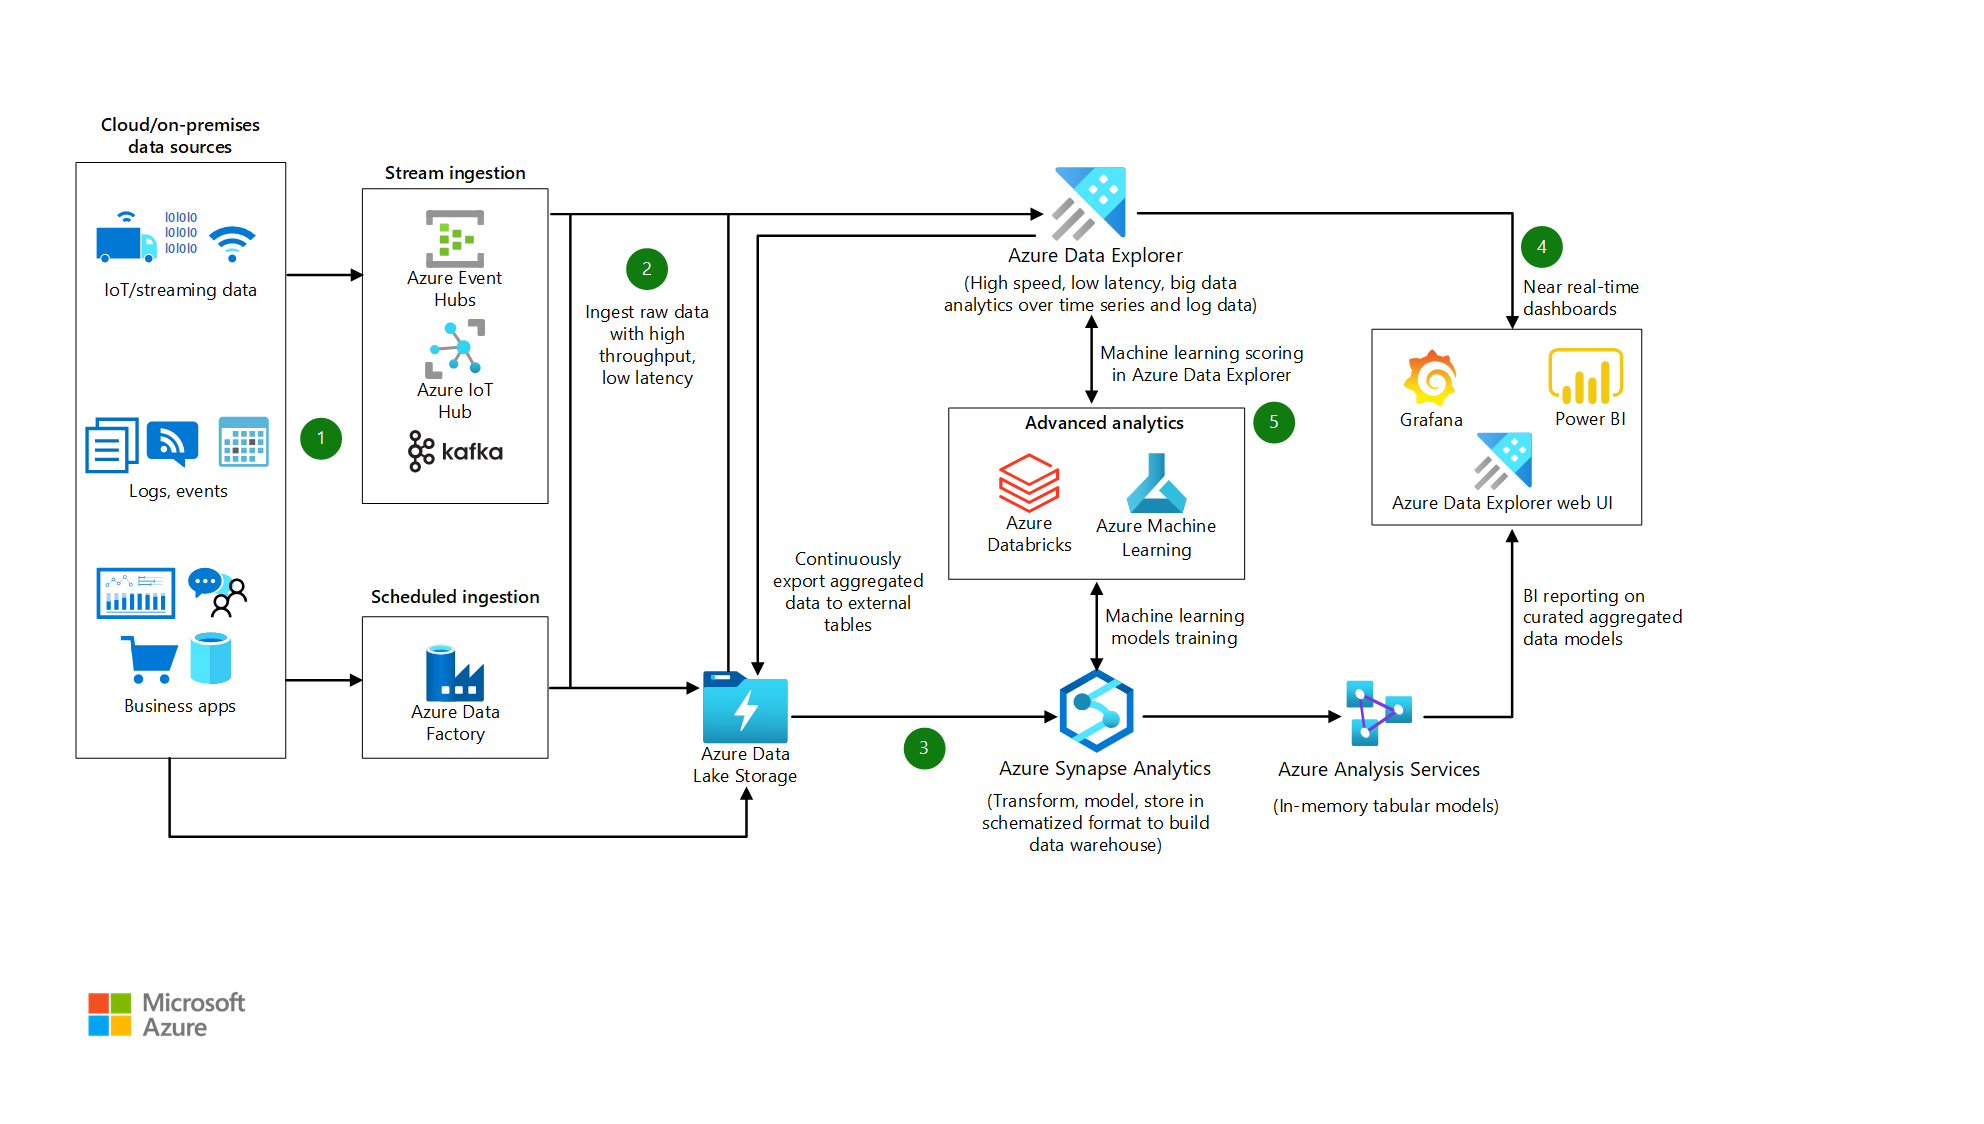 Cloud/on-premises
data sources
IoIoIo
IoIoIo
IoIoIo
IoT/streaming data
Logs, events
Business apps
1
Stream ingestion
Azure Event
Hubs
Azure IoT
Hub
kafka
Scheduled ingestion
Azure Data
Factory
2
Ingest raw data
with high
throughput,
low latency
Continuously
export aggregated
data to external
tables
Azure Data
Lake Storage
3
Azure Data Explorer
(High speed, low latency, big data
analytics over time series and log data)
Machine learning scoring
in Azure Data Explorer
5
Advanced analytics
Azure
Databricks
Azure Machine
Learning
Machine learning
models training
Azure Synapse Analytics
(Transform, model, store in
schematized format to build
data warehouse)
Azure Analysis Services
(In-memory tabular models)
4
Near real-time
dashboards
Grafana
Power BI
Azure Data Explorer web UI
BI reporting on
curated aggregated
data models
Microsoft
Azure